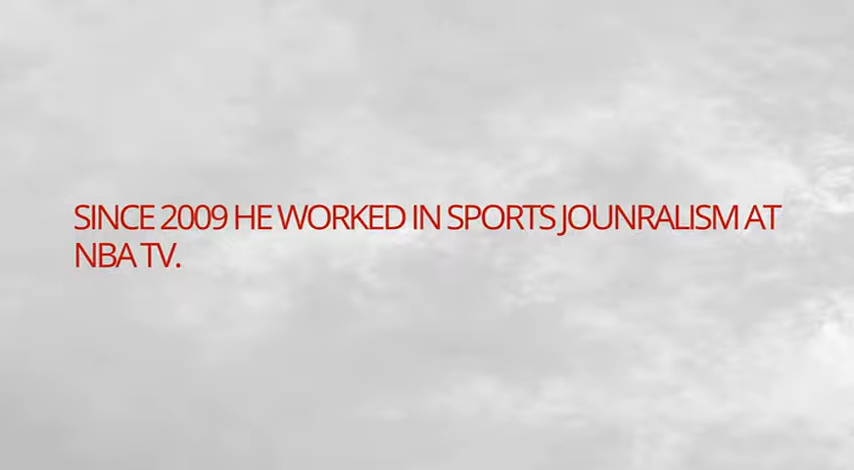 SINCE 2009 HE WORKED IN SPORTS JOUNRALISM AT
NBA TV.